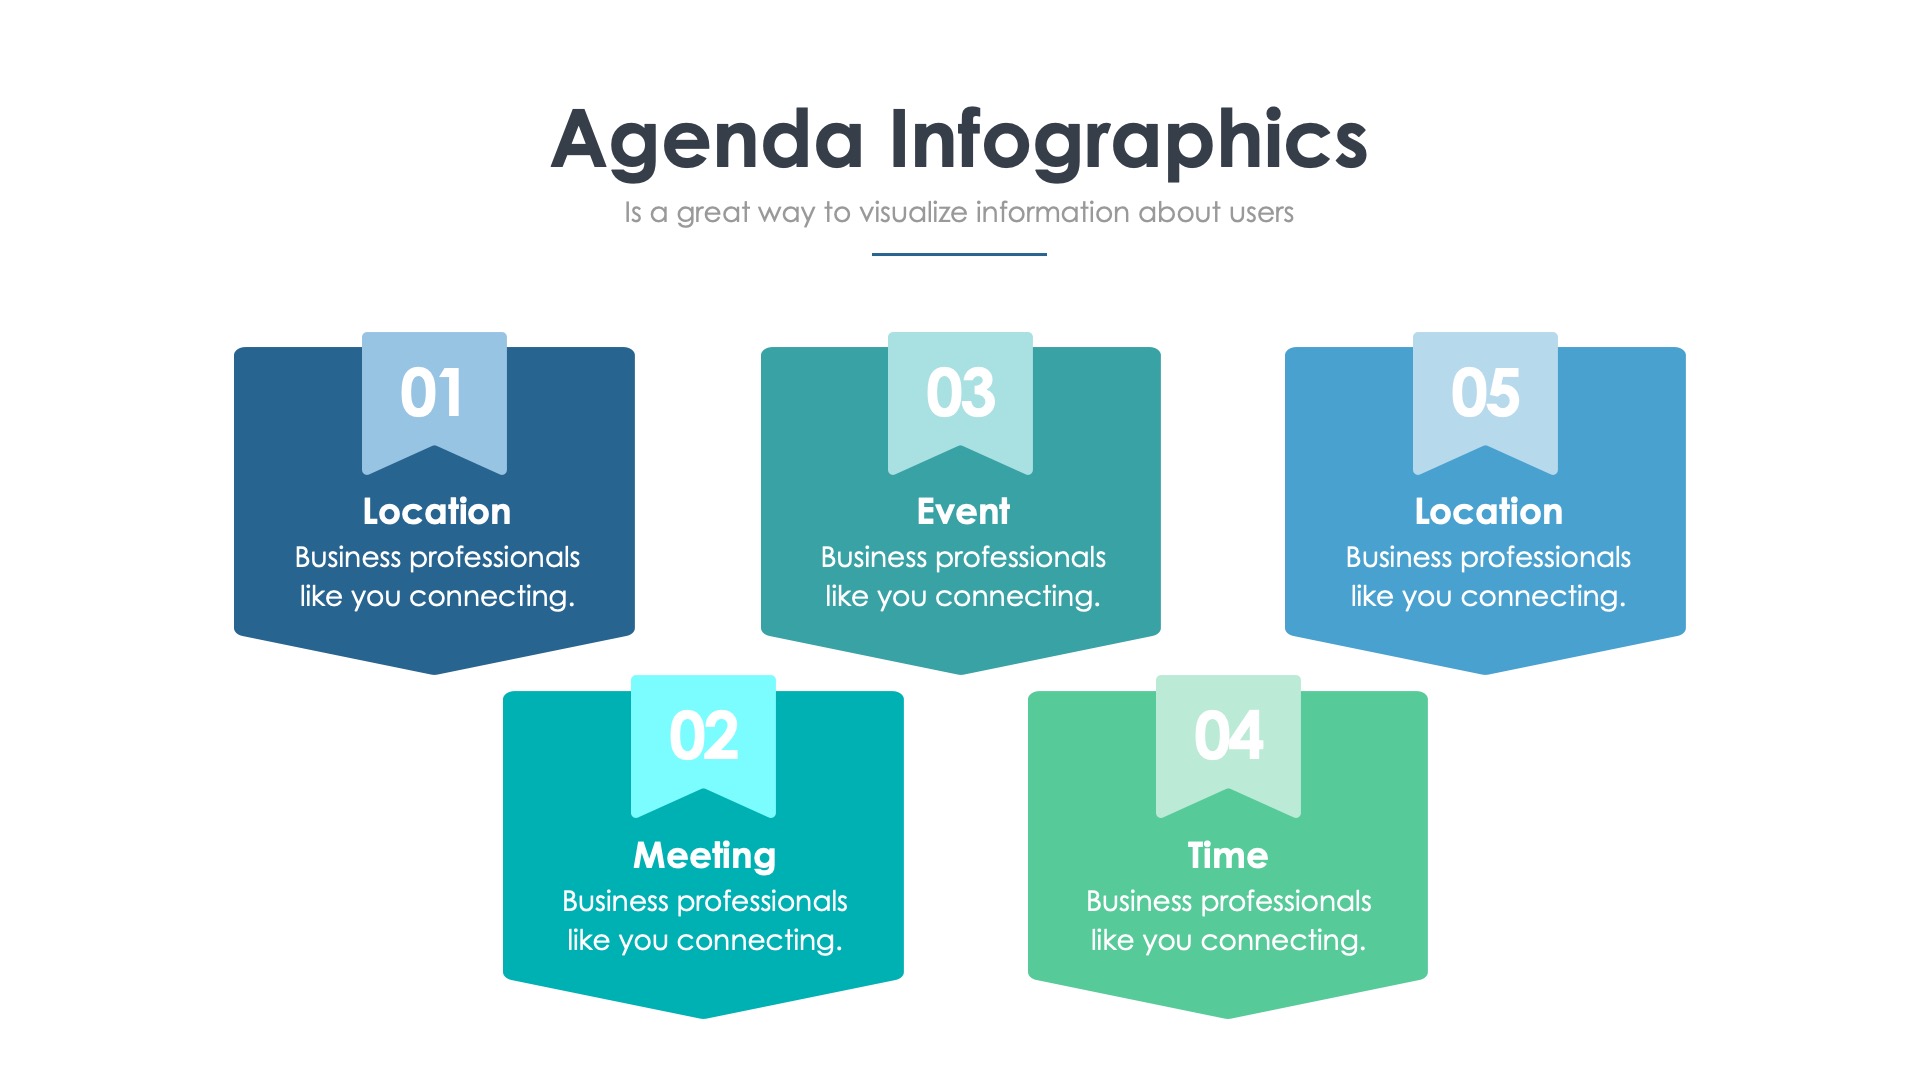 Agenda Infographics
Is a great way to visualize information about users
01
Location
Business professionals
like you connecting.
02
Meeting
Business professionals
like you connecting.
03
Event
Business professionals
like you connecting.
04
Time
Business professionals
like you connecting.
05
Location
Business professionals
like you connecting.